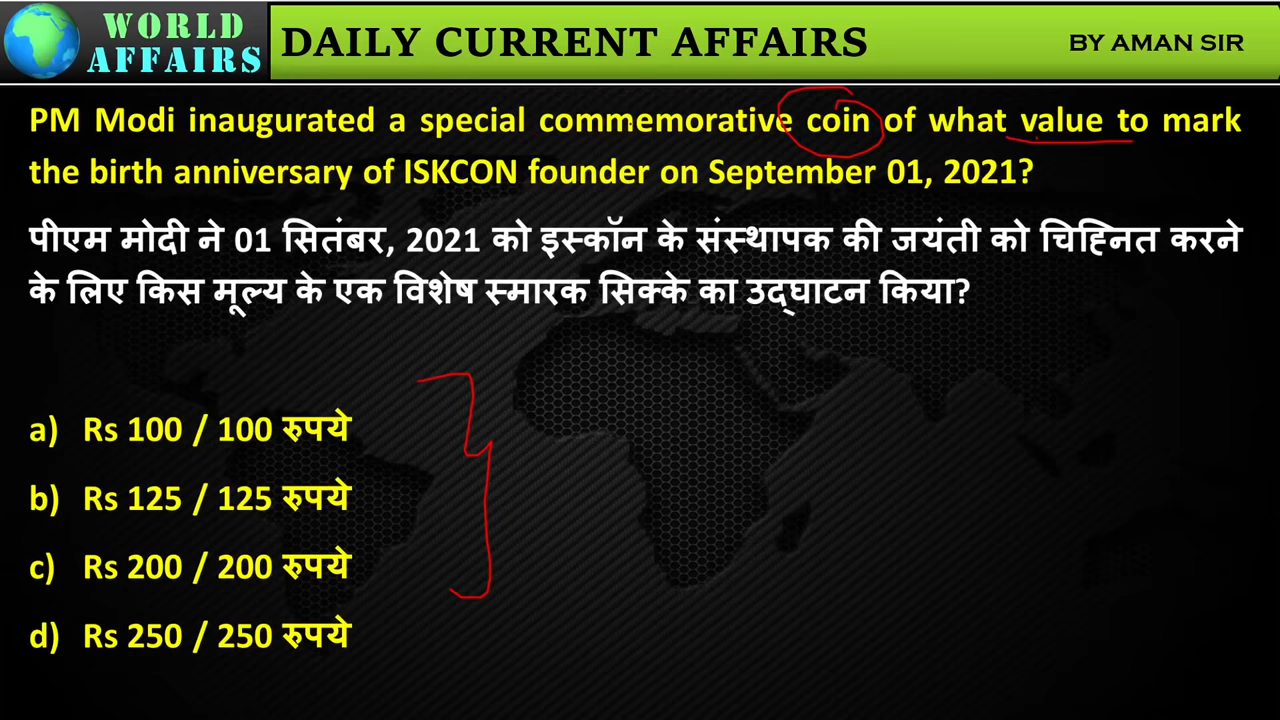 WORLD
AFFAIRS
DAILY CURRENT AFFAIRS
BY AMAN SIR
PM Modi inaugurated a special commemorative coin of what value to mark
the birth anniversary of ISKCON founder on September 01, 2021?
पीएम मोदी ने 01 सितंबर, 2021 को इस्कॉन के संस्थापक की जयंती को चिह्नित करने
के लिए किस मूल्य के एक विशेष स्मारक सिक्के का उद्घाटन किया?
a) Rs 100 / 100 रुपये
b) Rs 125 / 125 रुपये
c) Rs 200 / 200 रुपये
d) Rs 250 / 250 रुपये